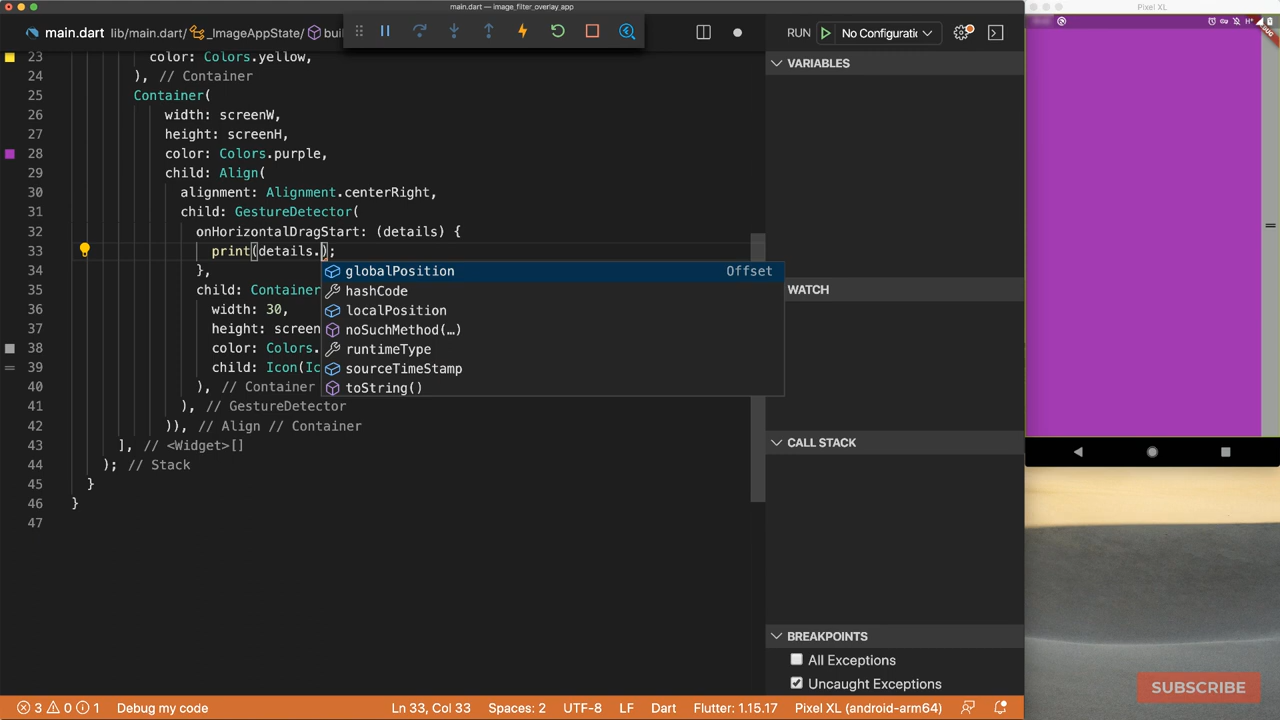 main.dart — image_filter_overlay_app
Pixel XL
main.dart lib/main.dart/ _ImageAppState/ bui
RUN No Configuratic
23 color: Colors.yellow,
VARIABLES
24 ), // Container
25 Container(
26 width: screenW,
27 height: screenH,
28 color: Colors.purple,
29 child: Align(
30 alignment: Alignment.centerRight,
31 child: GestureDetector(
32 onHorizontalDragStart: (details) {
33 print(details.);
globalPosition Offset
hashCode
localPosition
noSuchMethod(…)
runtimeType
sourceTimeStamp
toString()
34 },
35 child: Container
WATCH
36 width: 30,
37 height: screen
38 color: Colors.
39 child: Icon(Ic
40 ), // Container
41 ), // GestureDetector
42 )), // Align // Container
43 ], // <Widget>[]
CALL STACK
44 ); // Stack
45 }
46 }
47
BREAKPOINTS
All Exceptions
Uncaught Exceptions
SUBSCRIBE
3 0 1 Debug my code Ln 33, Col 33 Spaces: 2 UTF-8 LF Dart Flutter: 1.15.17 Pixel XL (android-arm64)